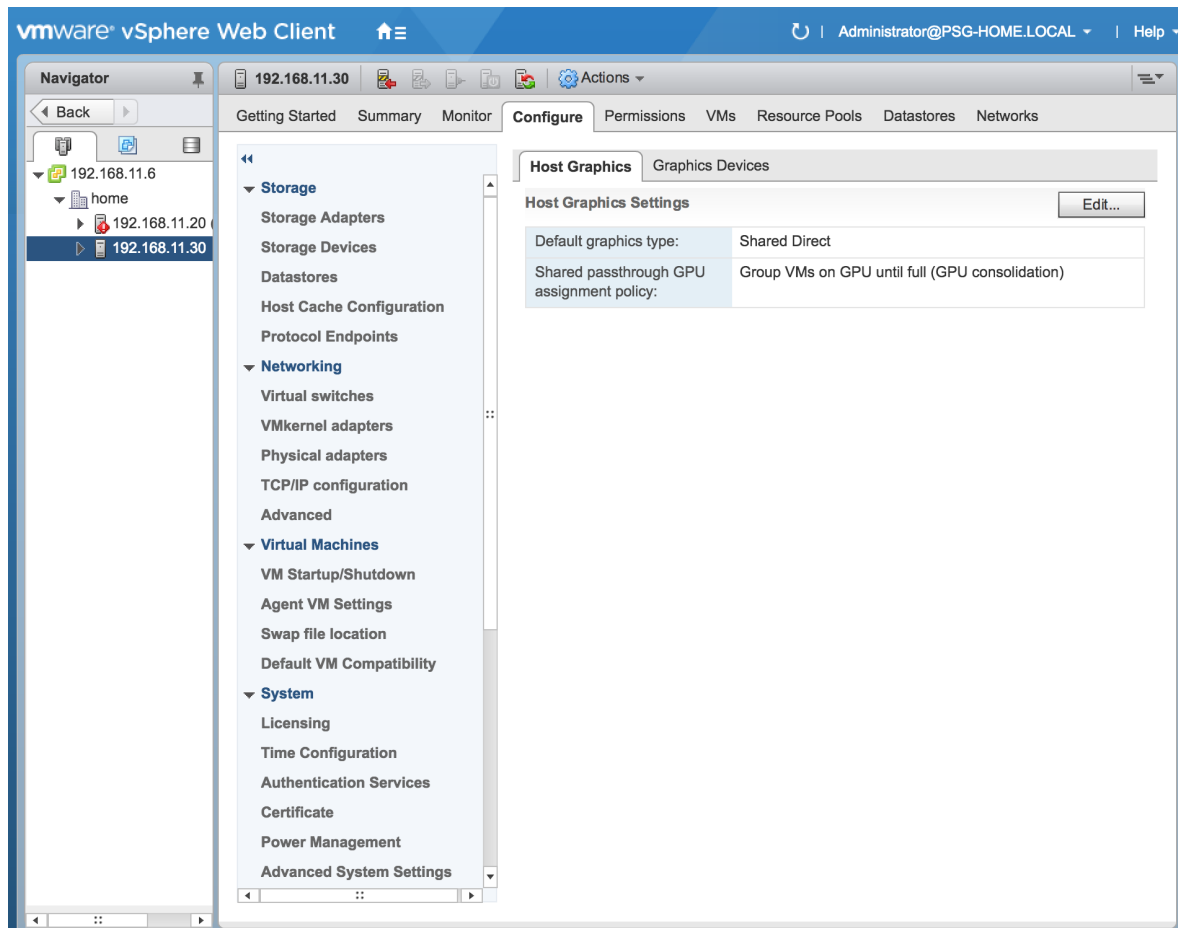 vmware® vSphere Web Client
| Administrator@PSG-HOME.LOCAL | Help
Navigator
Back
192.168.11.6
home
192.168.11.20 (
192.168.11.30
192.168.11.30
Actions
Getting Started Summary Monitor Configure Permissions VMs Resource Pools Datastores Networks
Storage
Storage Adapters
Storage Devices
Datastores
Host Cache Configuration
Protocol Endpoints
Networking
Virtual switches
VMkernel adapters
Physical adapters
TCP/IP configuration
Advanced
Virtual Machines
VM Startup/Shutdown
Agent VM Settings
Swap file location
Default VM Compatibility
System
Licensing
Time Configuration
Authentication Services
Certificate
Power Management
Advanced System Settings
Host Graphics Graphics Devices
Host Graphics Settings
Edit...
Default graphics type: Shared Direct
Shared passthrough GPU Group VMs on GPU until full (GPU consolidation)
assignment policy: